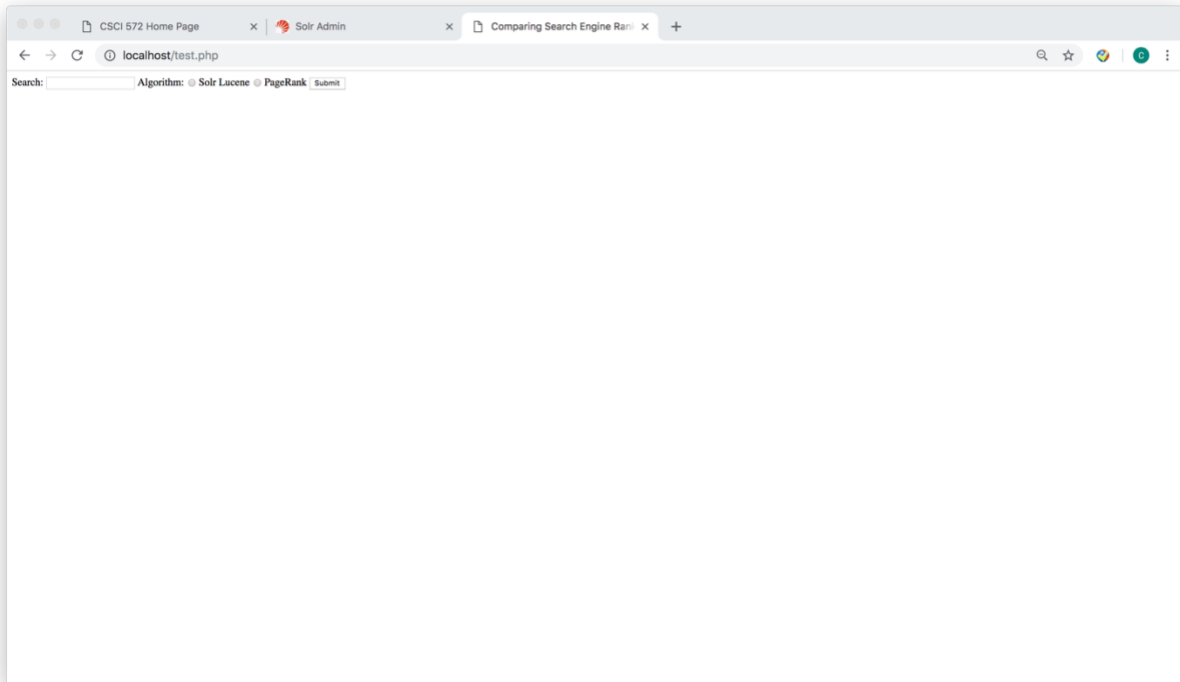 CSCI 572 Home Page Solr Admin Comparing Search Engine Ran
localhost/test.php C
Search: Algorithm: Solr Lucene PageRank Submit